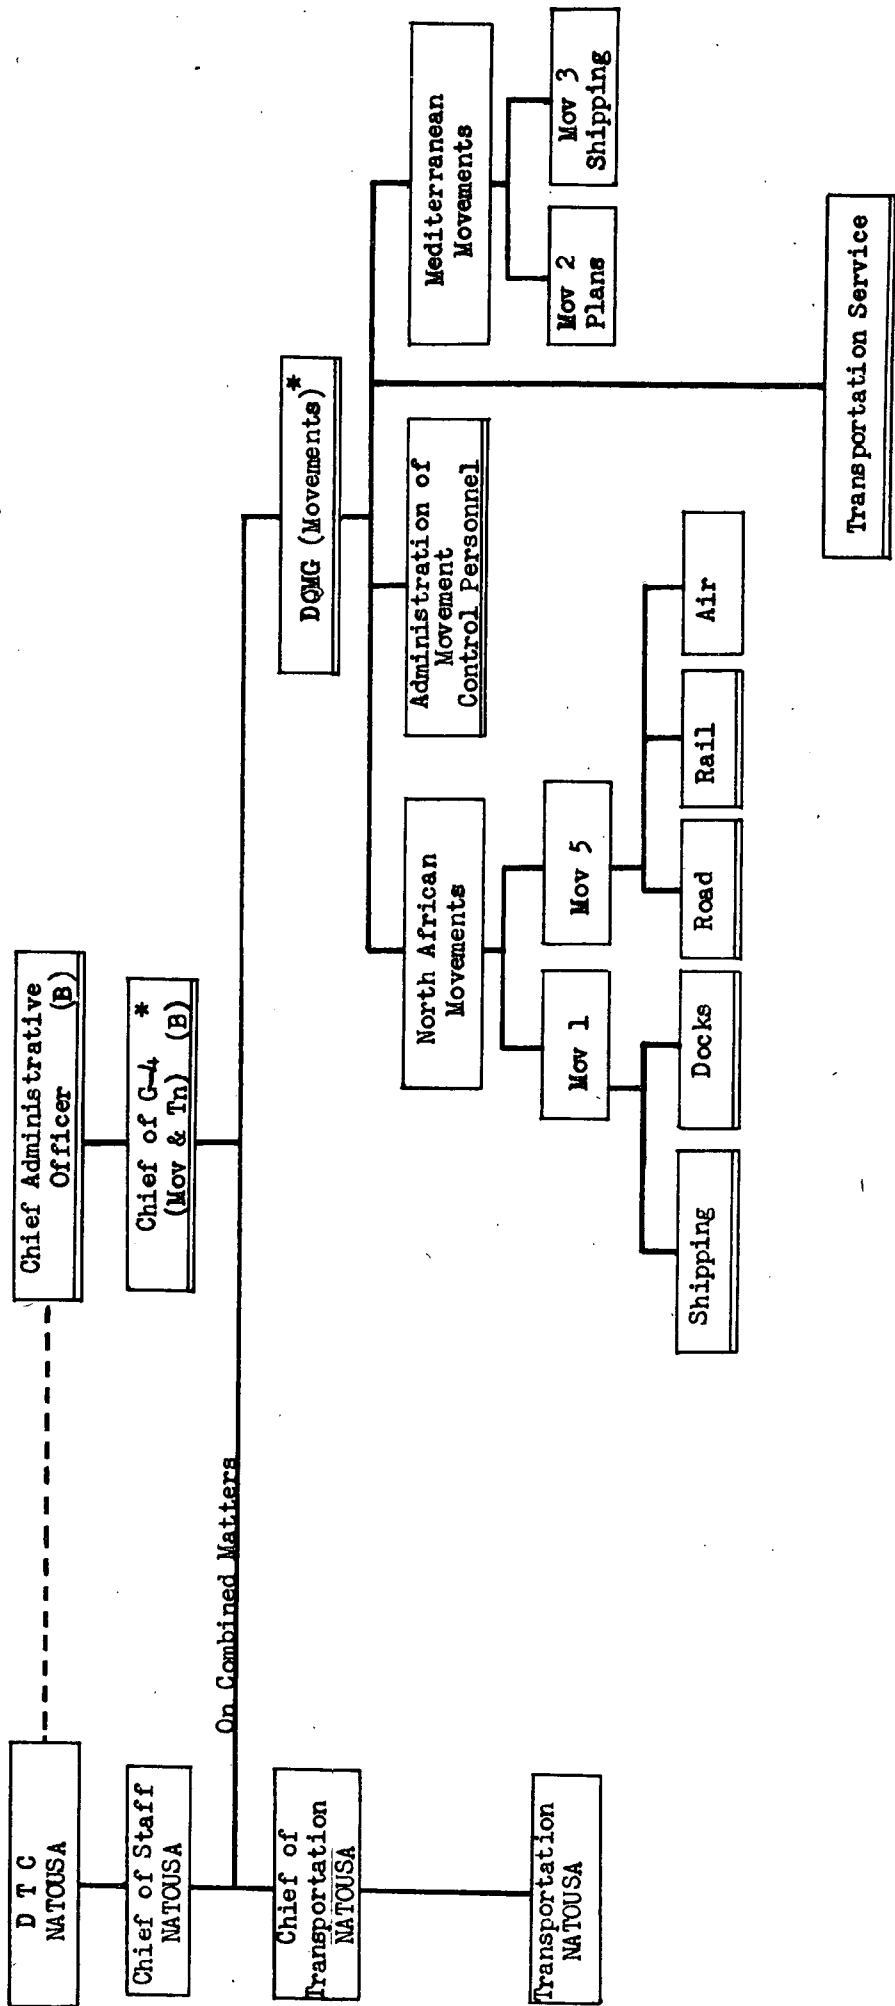 D T C
NATOUSA
Chief Administrative
Officer (B)
Chief of Staff
NATOUSA
Chief of G-4 *
(Mov & Tn) (B)
On Combined Matters
Chief of
Transportation
NATOUSA
DQMG (Movements)*
Transportation
NATOUSA
North African
Movements
Administration of
Movement
Control Personnel
Mediterranean
Movements
Mov 1
Mov 5
Mov 2
Plans
Mov 3
Shipping
Shipping
Docks
Road
Rail
Air
Transportation Service